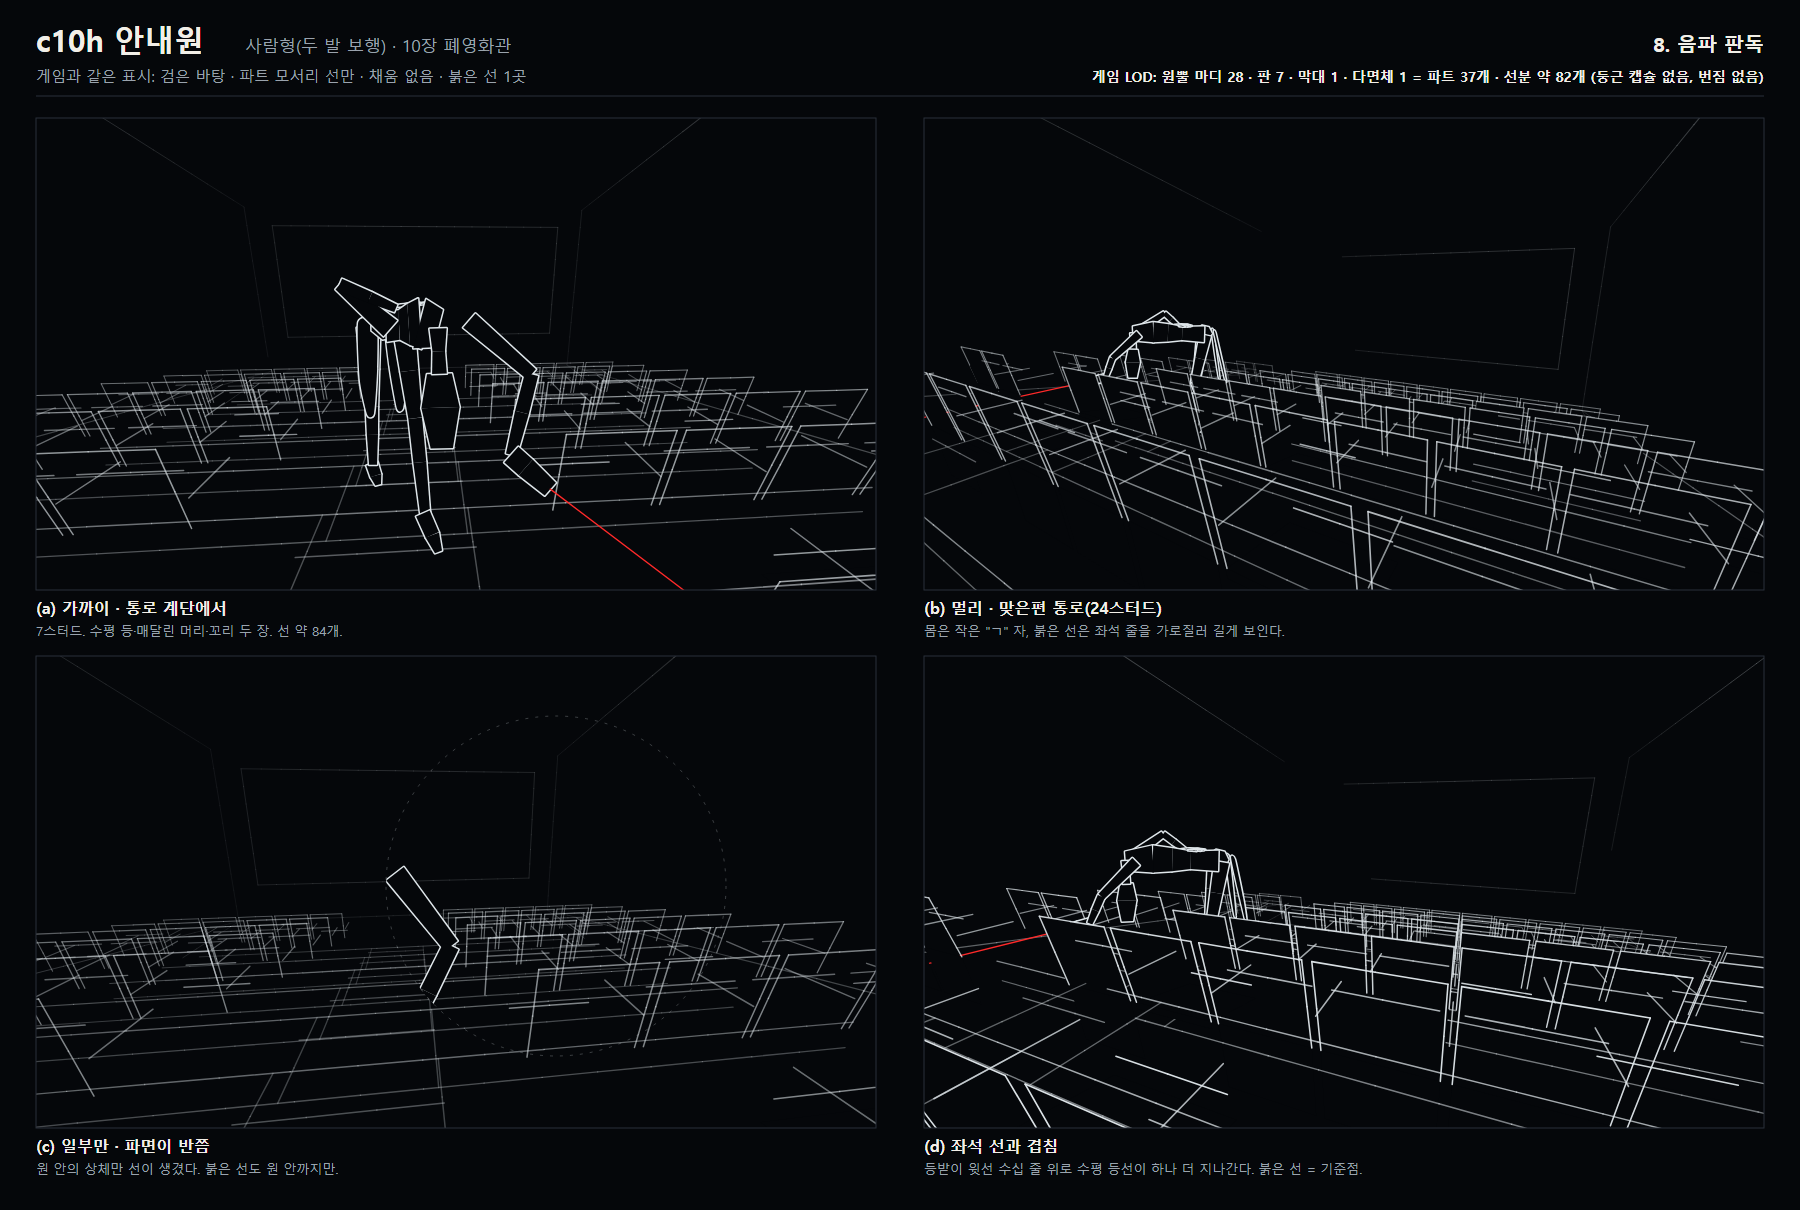 c10h 안내원 사람형(두 발 보행) · 10장 폐영화관
8. 음파 판독
게임과 같은 표시: 검은 바탕 · 파트 모서리 선만 · 채움 없음 · 붉은 선 1곳
게임 LOD: 원뿔 마디 28 · 판 7 · 막대 1 · 다면체 1 = 파트 37개 · 선분 약 82개 (둥근 캡슐 없음, 번짐 없음)
(a) 가까이 · 통로 계단에서
7스터드. 수평 등·매달린 머리·꼬리 두 장. 선 약 84개.
(b) 멀리 · 맞은편 통로(24스터드)
몸은 작은 "ㄱ" 자, 붉은 선은 좌석 줄을 가로질러 길게 보인다.
(c) 일부만 · 파면이 반쯤
원 안의 상체만 선이 생겼다. 붉은 선도 원 안까지만.
(d) 좌석 선과 겹침
등받이 윗선 수십 줄 위로 수평 등선이 하나 더 지나간다. 붉은 선 = 기준점.